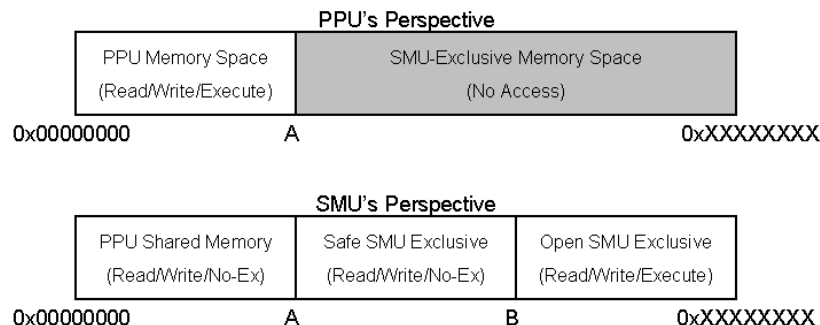 PPU's Perspective
PPU Memory Space
(Read/Write/Execute)
SMU-Exclusive Memory Space
(No Access)
0x00000000 A 0xXXXXXXXX
SMU's Perspective
PPU Shared Memory
(Read/Write/No-Ex)
Safe SMU Exclusive
(Read/Write/No-Ex)
Open SMU Exclusive
(Read/Write/Execute)
0x00000000 A B 0xXXXXXXXX